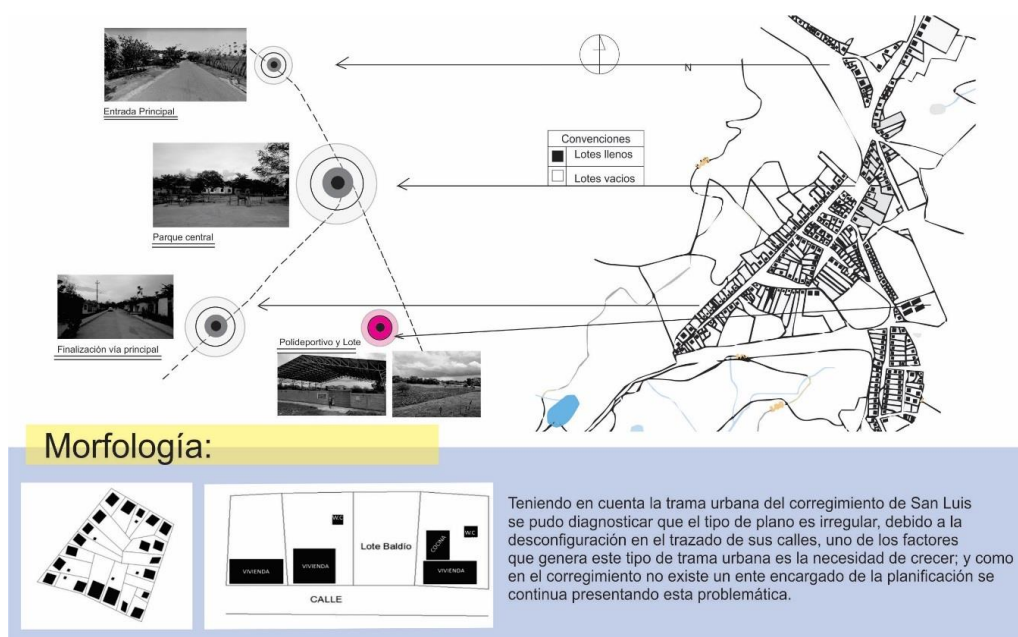 Entrada Principal
N
Convenciones
Lotes llenos
Lotes vacios
Parque central
Finalización vía principal
Polideportivo y Lote
Morfología:
W.C
VIVIENDA
VIVIENDA
Lote Baldío
COCINA
W.C
VIVIENDA
CALLE
Teniendo en cuenta la trama urbana del corregimiento de San Luis
se pudo diagnosticar que el tipo de plano es irregular, debido a la
desconfiguración en el trazado de sus calles, uno de los factores
que genera este tipo de trama urbana es la necesidad de crecer; y como
en el corregimiento no existe un ente encargado de la planificación se
continua presentando esta problemática.